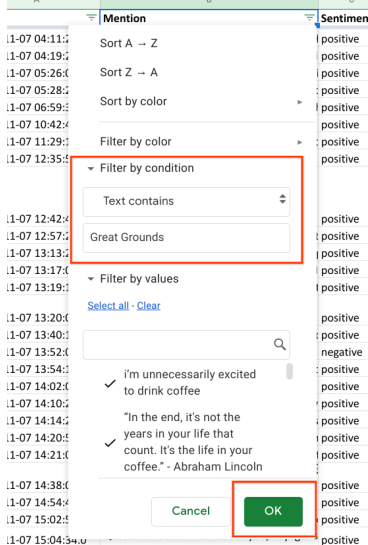 Mention
Sentimen
Sort A → Z
Sort Z → A
Sort by color
Filter by color
Filter by condition
Text contains
Great Grounds
Filter by values
Select all - Clear
i'm unnecessarily excited
to drink coffee
"In the end, it's not the
years in your life that
count. It's the life in your
coffee." - Abraham Lincoln
Cancel
OK
11-07 04:11:2
positive
11-07 04:19:2
positive
11-07 05:26:0
positive
11-07 05:28:2
positive
11-07 06:59:3
positive
11-07 10:42:4
positive
11-07 11:29:1
positive
11-07 12:35:5
positive
11-07 12:42:4
positive
11-07 12:57:2
positive
11-07 13:13:2
positive
11-07 13:17:0
positive
11-07 13:19:1
positive
11-07 13:20:0
positive
11-07 13:40:1
positive
11-07 13:52:0
negative
11-07 13:54:1
positive
11-07 14:02:0
positive
11-07 14:10:2
positive
11-07 14:14:2
positive
11-07 14:20:5
positive
11-07 14:21:0
positive
11-07 14:38:0
positive
11-07 14:54:4
positive
11-07 15:02:5
positive
11-07 15:04:34.0
positive